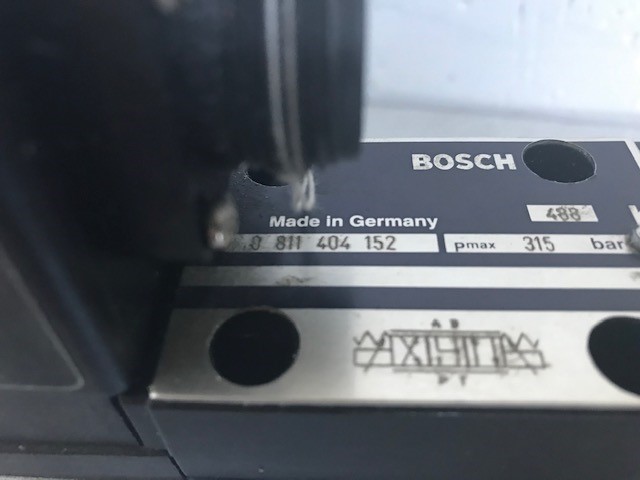 BOSCH
488
Made in Germany
0 811 404 152
pmax 315 bar
A B
P T